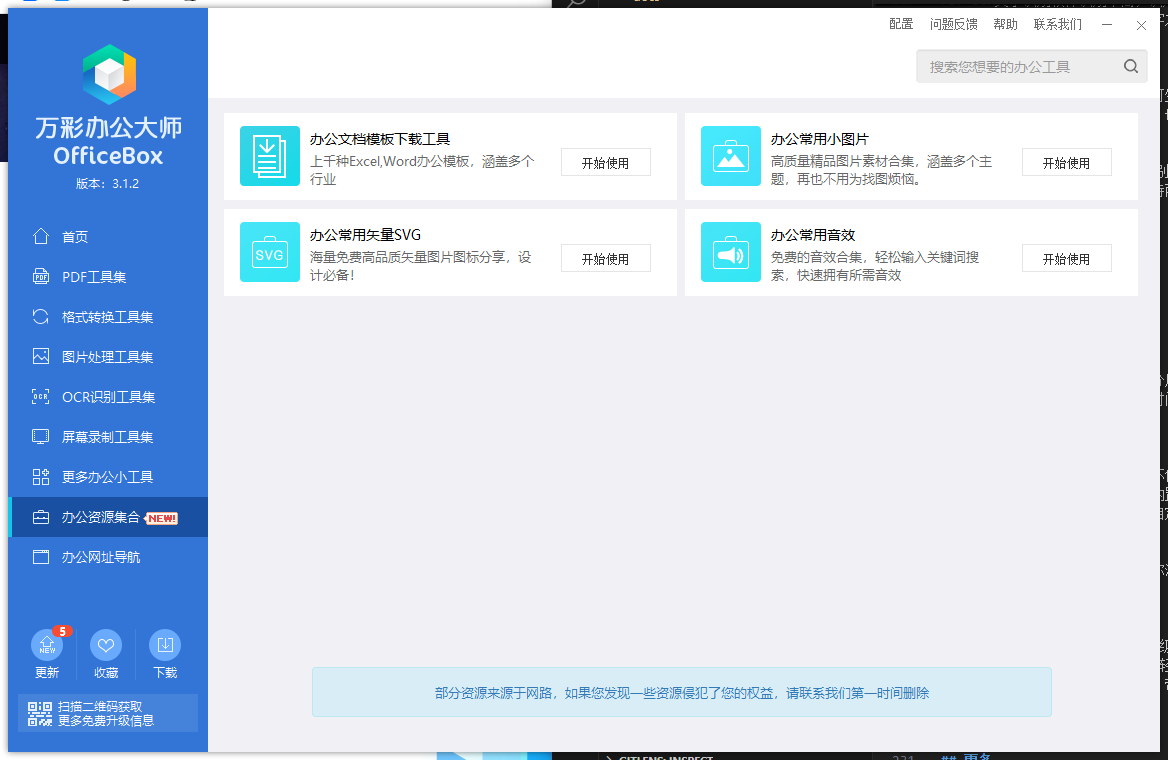 配置 问题反馈 帮助 联系我们
搜索您想要的办公工具
万彩办公大师
OfficeBox
版本：3.1.2
首页
PDF工具集
格式转换工具集
图片处理工具集
OCR识别工具集
屏幕录制工具集
更多办公小工具
办公资源集合 NEW!
办公网址导航
5
NEW
更新 收藏 下载
扫描二维码获取
更多免费升级信息
办公文档模板下载工具
上千种Excel,Word办公模板，涵盖多个
行业
开始使用
办公常用小图片
高质量精品图片素材合集，涵盖多个主
题，再也不用为找图烦恼。
开始使用
SVG
办公常用矢量SVG
海量免费高品质矢量图片图标分享，设
计必备！
开始使用
办公常用音效
免费的音效合集，轻松输入关键词搜
索，快速拥有所需音效
开始使用
部分资源来源于网路，如果您发现一些资源侵犯了您的权益，请联系我们第一时间删除